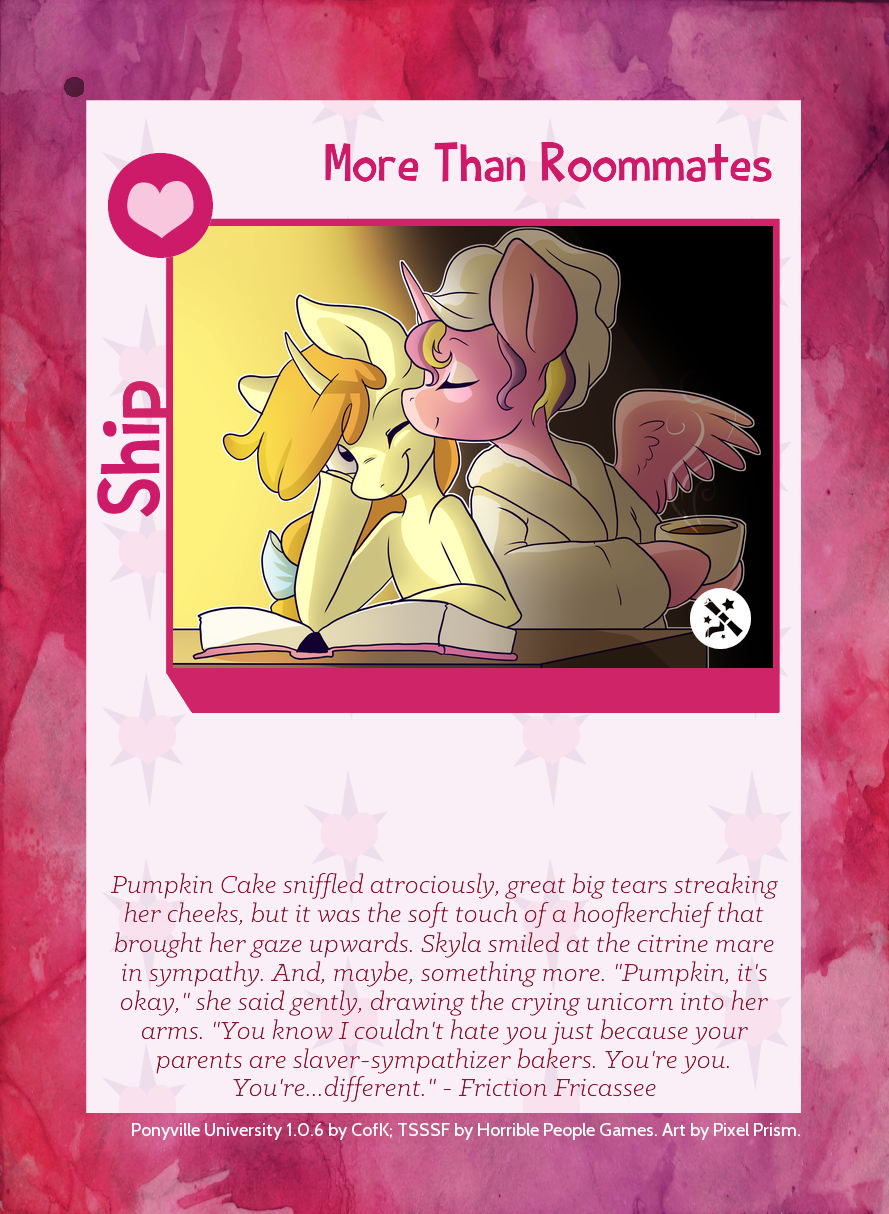 More Than Roommates
Ship
Pumpkin Cake sniffled atrociously, great big tears streaking
her cheeks, but it was the soft touch of a hoofkerchief that
brought her gaze upwards. Skyla smiled at the citrine mare
in sympathy. And, maybe, something more. "Pumpkin, it's
okay," she said gently, drawing the crying unicorn into her
arms. "You know I couldn't hate you just because your
parents are slaver-sympathizer bakers. You're you.
You're...different." - Friction Fricassee
Ponyville University 1.0.6 by CofK; TSSSF by Horrible People Games. Art by Pixel Prism.